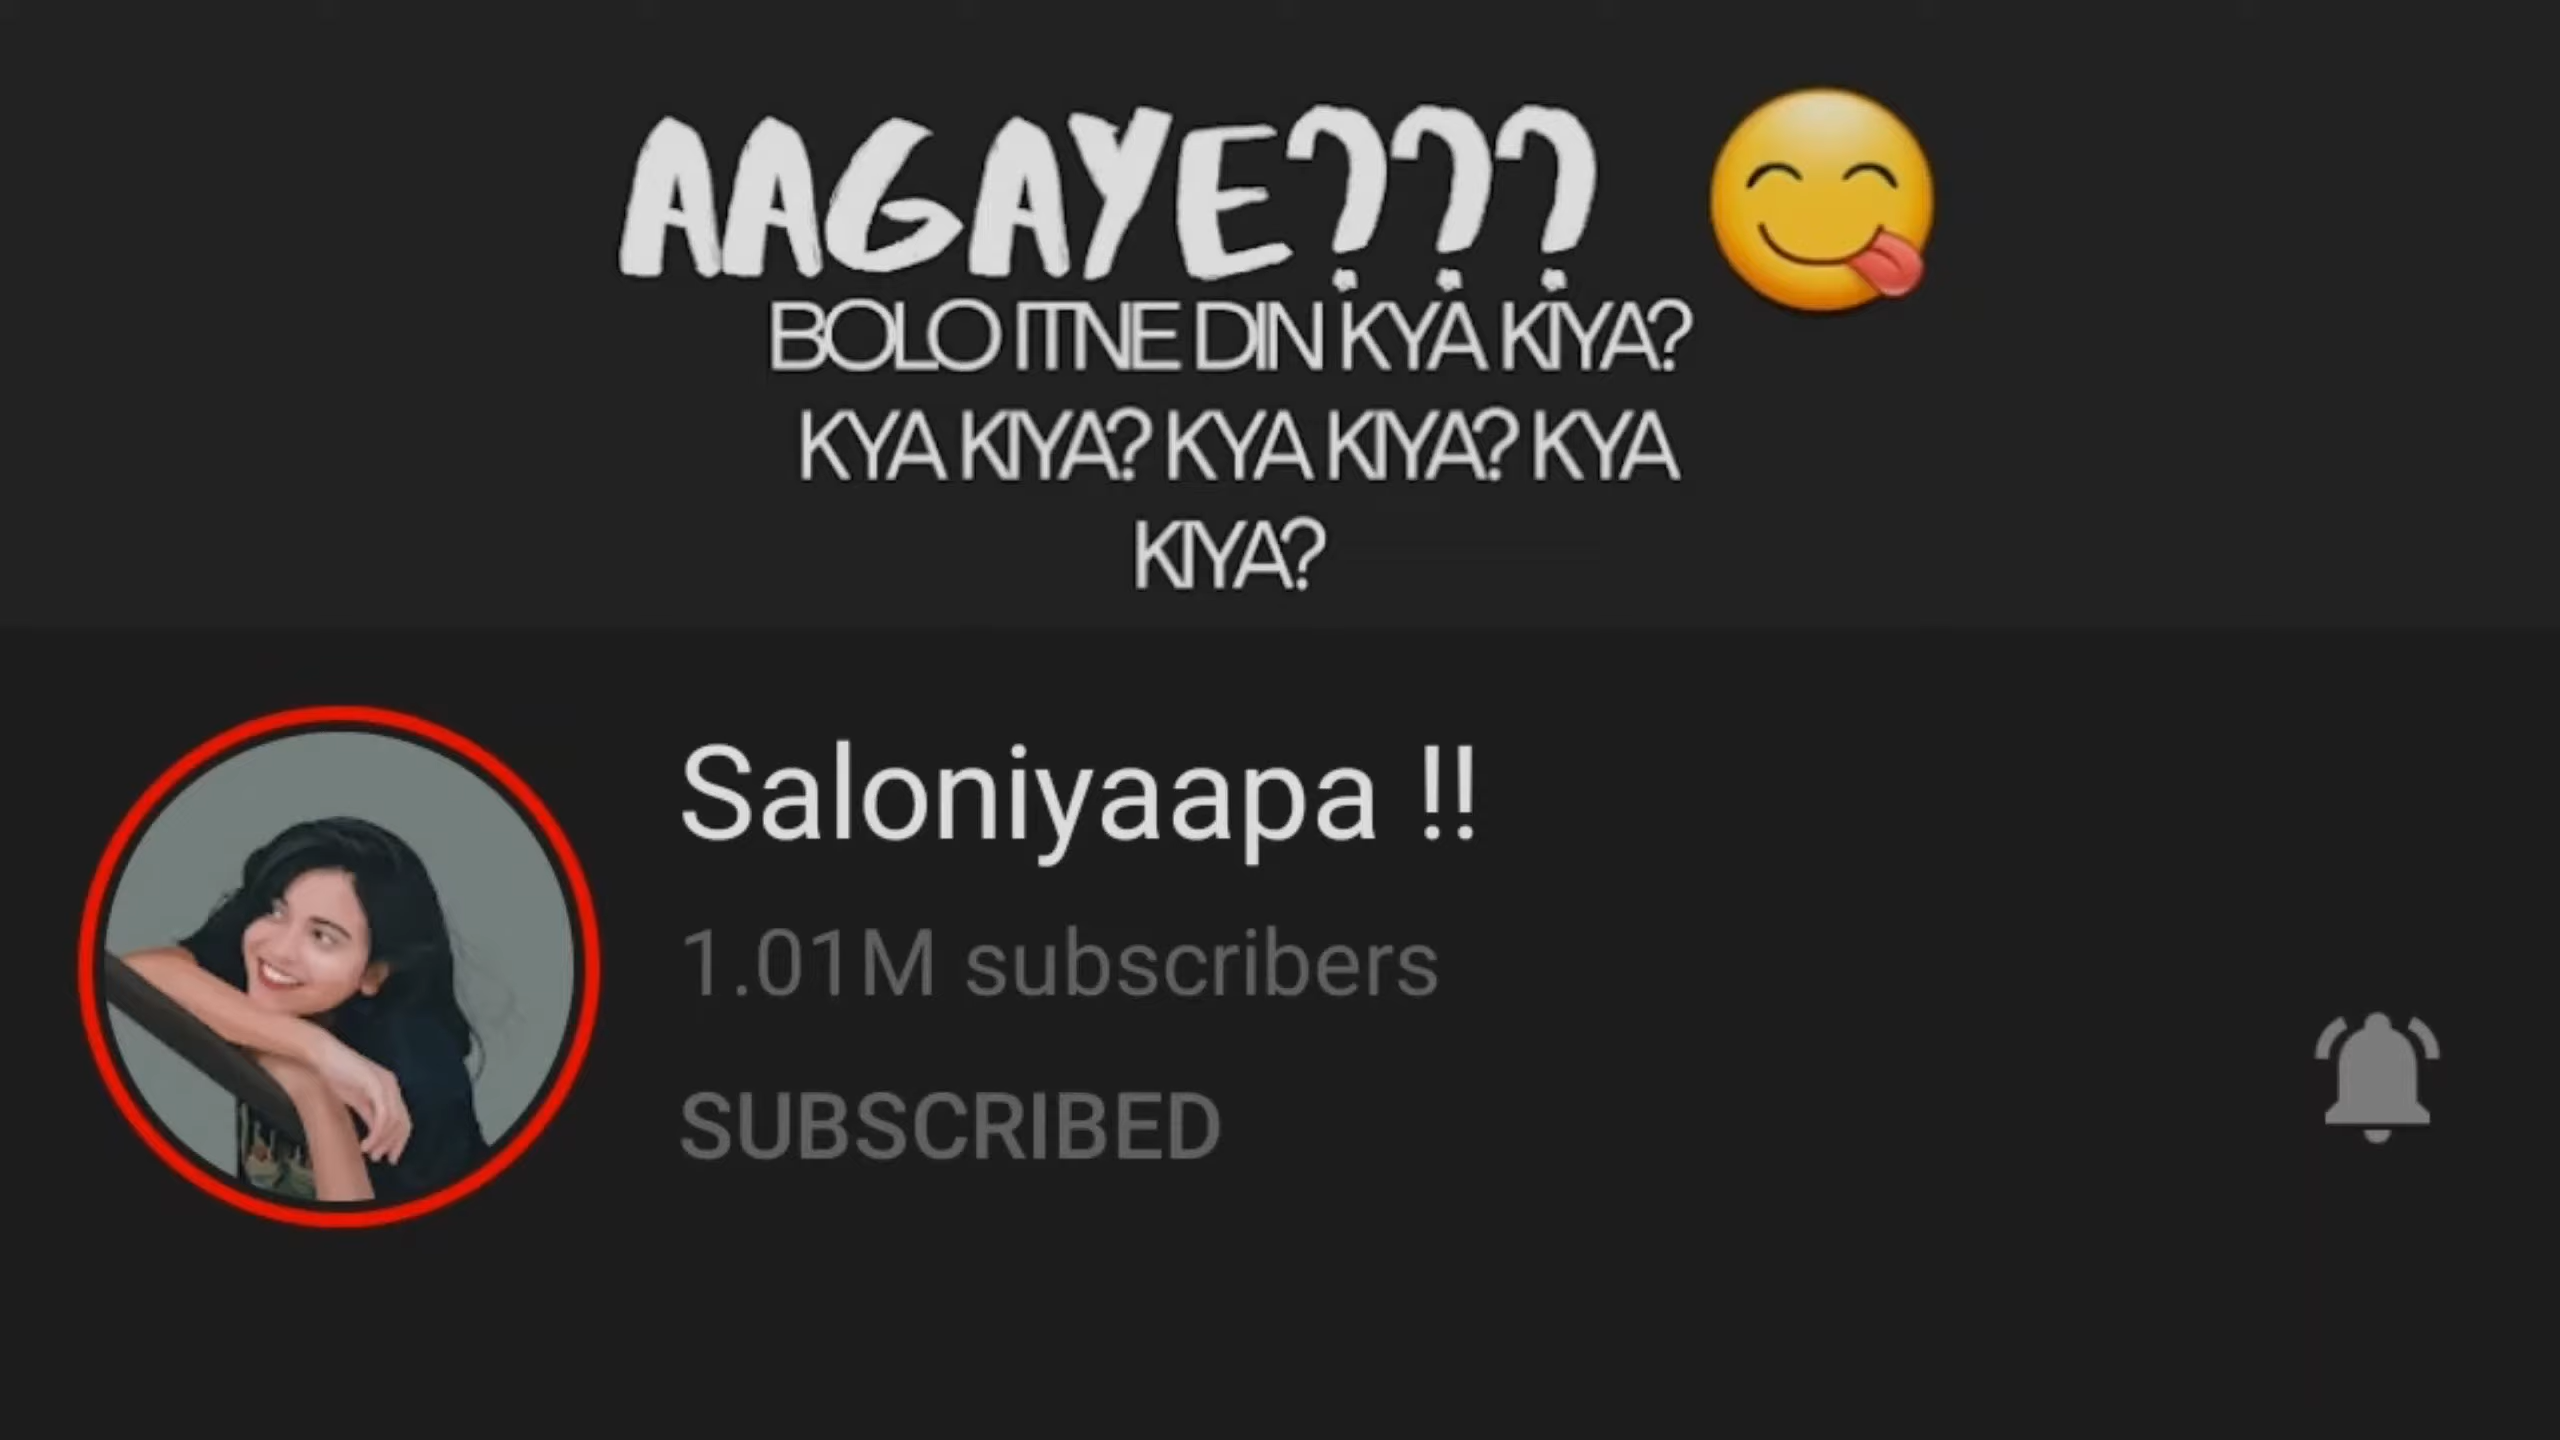 AAGAYE???
BOLO ITNE DIN KYA KIYA?
KYA KIYA? KYA KIYA? KYA
KIYA?
Saloniyaapa !!
1.01M subscribers
SUBSCRIBED